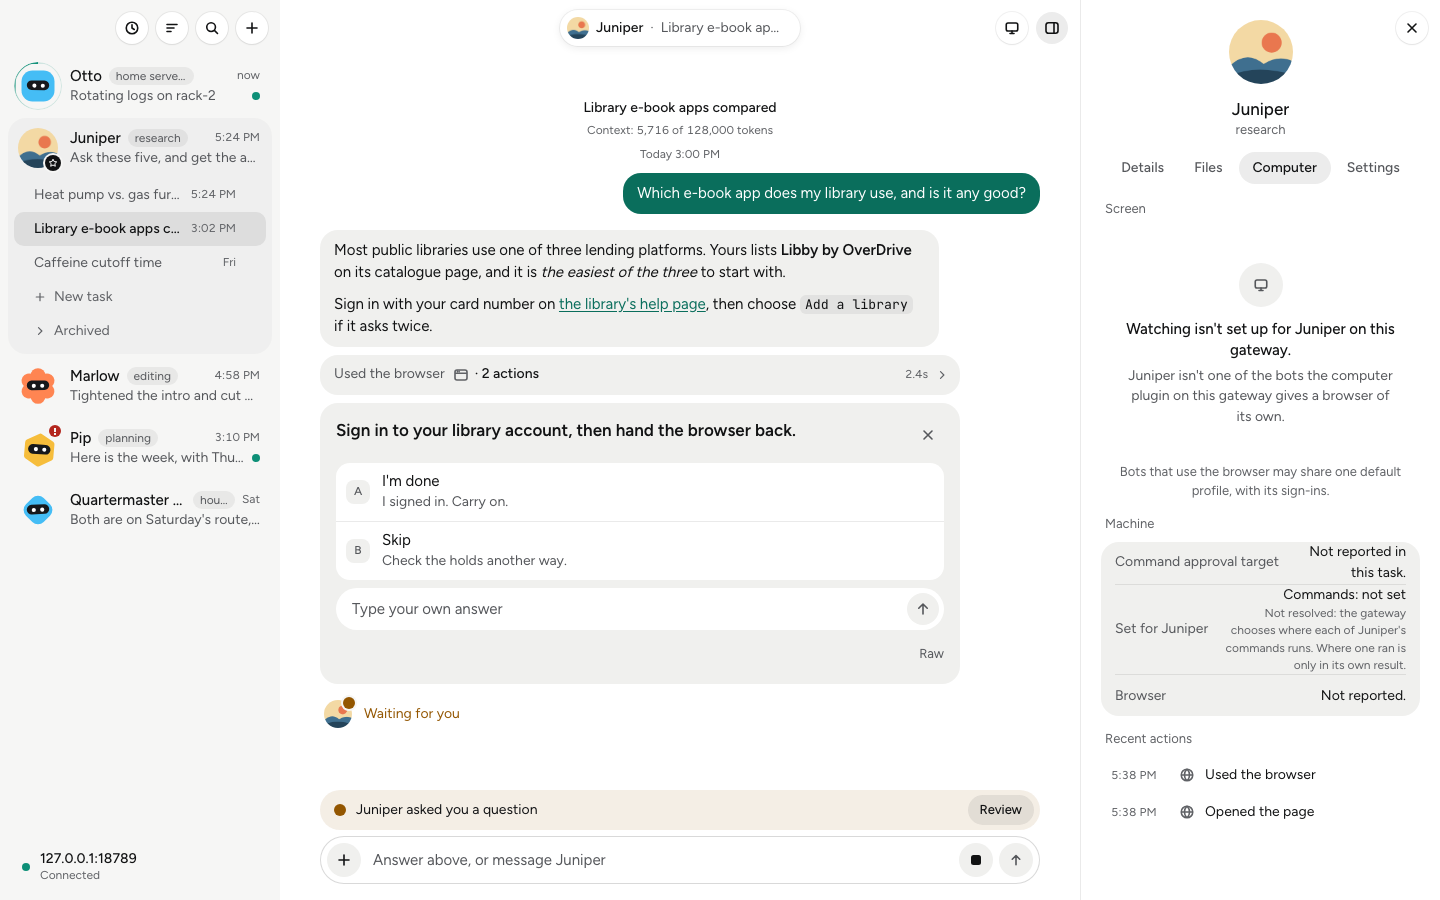 Otto home serve... now
Rotating logs on rack-2
Juniper research 5:24 PM
Ask these five, and get the a...
Heat pump vs. gas fur... 5:24 PM
Library e-book apps c... 3:02 PM
Caffeine cutoff time Fri
New task
Archived
Marlow editing 4:58 PM
Tightened the intro and cut ...
Pip planning 3:10 PM
Here is the week, with Thu...
Quartermaster ... hou... Sat
Both are on Saturday's route,...
127.0.0.1:18789
Connected
Juniper · Library e-book ap...
Library e-book apps compared
Context: 5,716 of 128,000 tokens
Today 3:00 PM
Which e-book app does my library use, and is it any good?
Most public libraries use one of three lending platforms. Yours lists Libby by OverDrive
on its catalogue page, and it is the easiest of the three to start with.
Sign in with your card number on the library's help page, then choose Add a library
if it asks twice.
Used the browser · 2 actions 2.4s
Sign in to your library account, then hand the browser back.
A I'm done
I signed in. Carry on.
B Skip
Check the holds another way.
Type your own answer
Raw
Waiting for you
Juniper asked you a question Review
Answer above, or message Juniper
Juniper
research
Details Files Computer Settings
Screen
Watching isn't set up for Juniper on this
gateway.
Juniper isn't one of the bots the computer
plugin on this gateway gives a browser of
its own.
Bots that use the browser may share one default
profile, with its sign-ins.
Machine
Command approval target Not reported in
this task.
Set for Juniper Commands: not set
Not resolved: the gateway
chooses where each of Juniper's
commands runs. Where one ran is
only in its own result.
Browser Not reported.
Recent actions
5:38 PM Used the browser
5:38 PM Opened the page